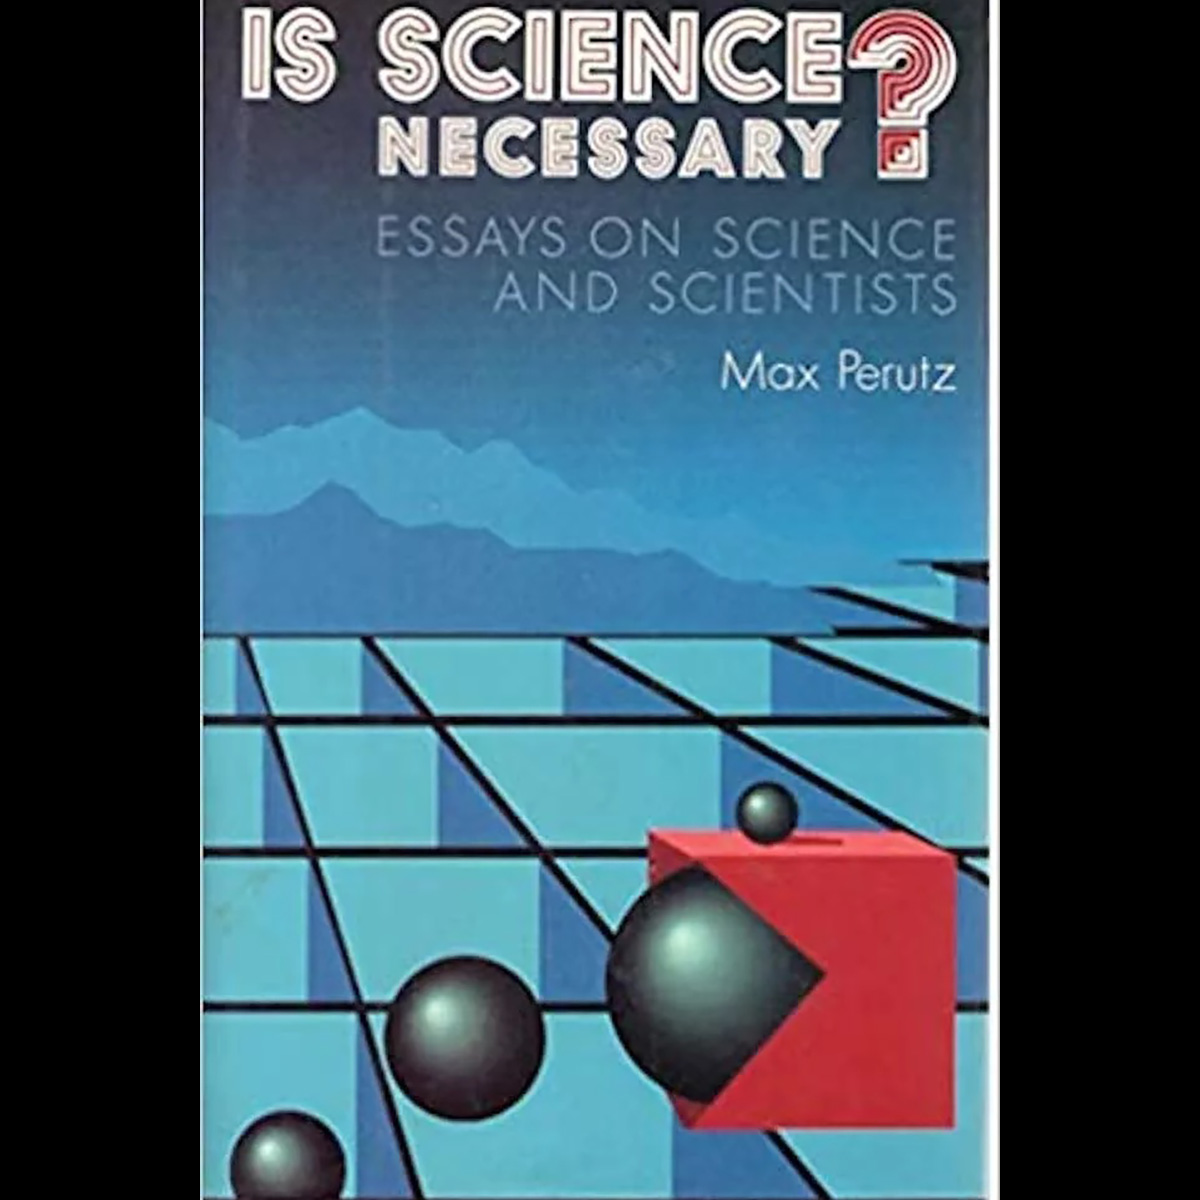 IS SCIENCE?
NECESSARY
ESSAYS ON SCIENCE
AND SCIENTISTS
Max Perutz